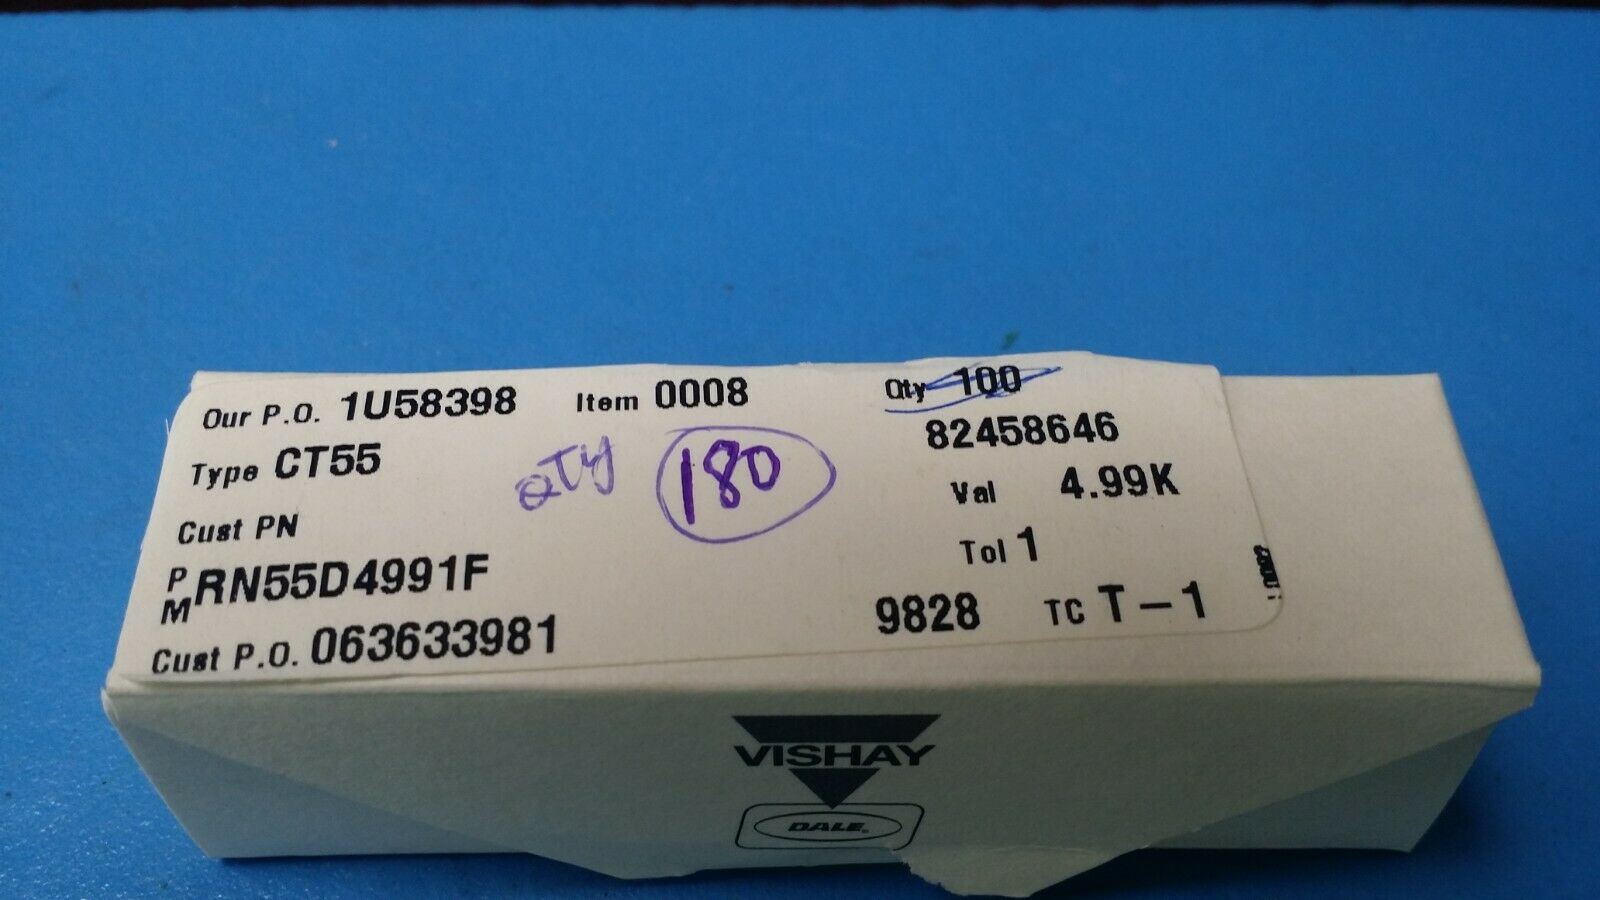 Our P.O. 1U58398 Item 0008 Qty 100
82458646
Type CT55 QTY 180
Val 4.99K
Cust PN
Tol 1
PM RN55D4991F
9828 TC T-1
Cust P.O. 063633981
VISHAY
DALE